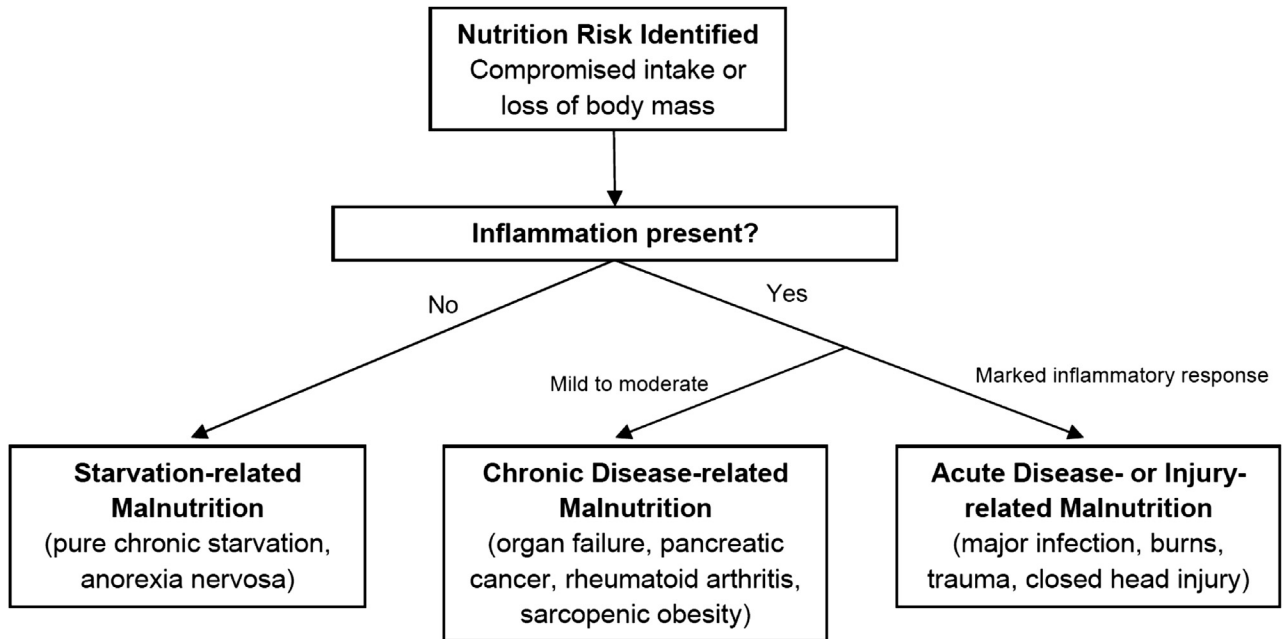 Nutrition Risk Identified
Compromised intake or
loss of body mass
Inflammation present?
No
Yes
Mild to moderate
Marked inflammatory response
Starvation-related
Malnutrition
(pure chronic starvation,
anorexia nervosa)
Chronic Disease-related
Malnutrition
(organ failure, pancreatic
cancer, rheumatoid arthritis,
sarcopenic obesity)
Acute Disease- or Injury-
related Malnutrition
(major infection, burns,
trauma, closed head injury)